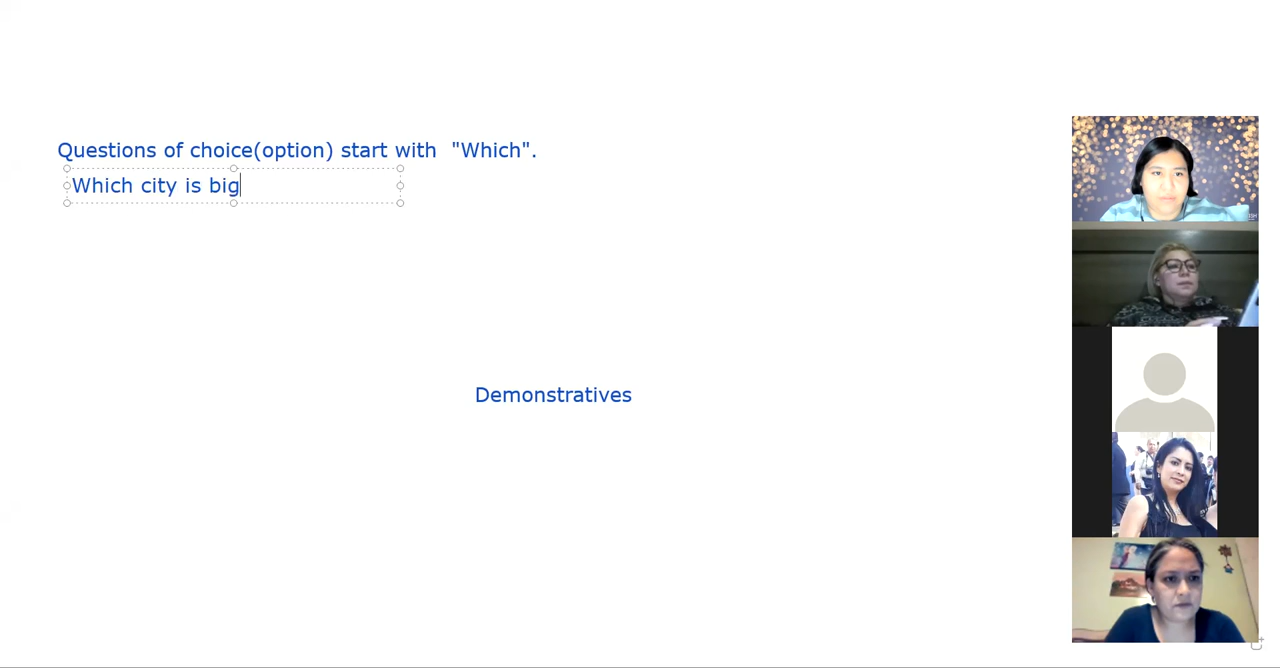 Questions of choice(option) start with "Which".
Which city is big
Demonstratives